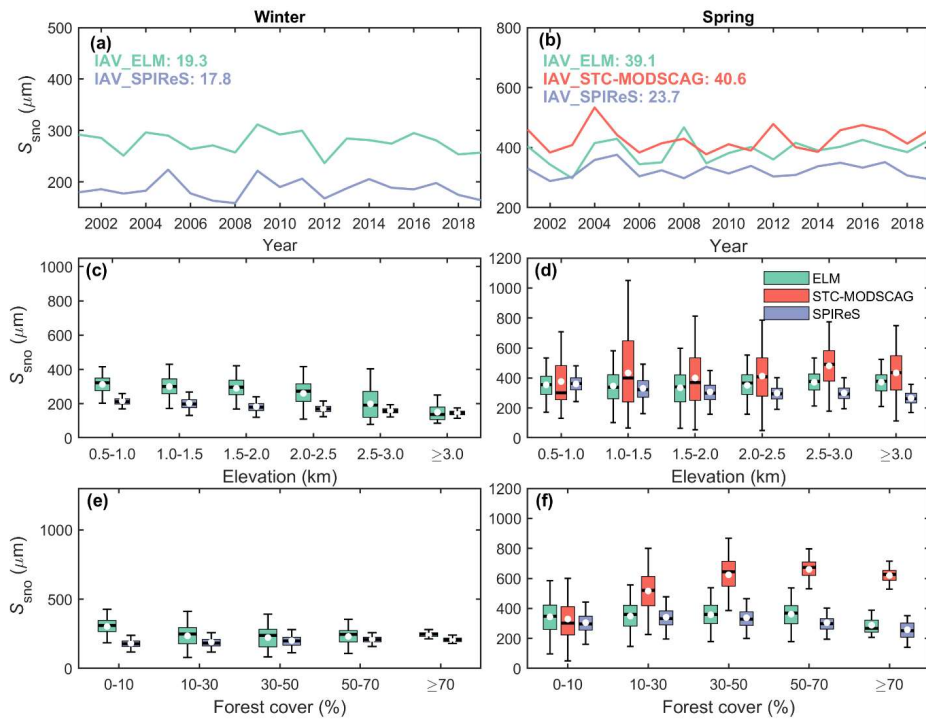 Winter
Spring
(a)
IAV_ELM: 19.3
IAV_SPIReS: 17.8
500
400
300
200
S_sno (μm)
2002 2004 2006 2008 2010 2012 2014 2016 2018
Year
(b)
IAV_ELM: 39.1
IAV_STC-MODSCAG: 40.6
IAV_SPIReS: 23.7
800
600
400
200
2002 2004 2006 2008 2010 2012 2014 2016 2018
Year
(c)
1000
800
600
400
200
0
S_sno (μm)
0.5-1.0 1.0-1.5 1.5-2.0 2.0-2.5 2.5-3.0 ≥3.0
Elevation (km)
(d)
ELM
STC-MODSCAG
SPIReS
1200
1000
800
600
400
200
0
0.5-1.0 1.0-1.5 1.5-2.0 2.0-2.5 2.5-3.0 ≥3.0
Elevation (km)
(e)
1000
800
600
400
200
0
S_sno (μm)
0-10 10-30 30-50 50-70 ≥70
Forest cover (%)
(f)
1200
1000
800
600
400
200
0
0-10 10-30 30-50 50-70 ≥70
Forest cover (%)